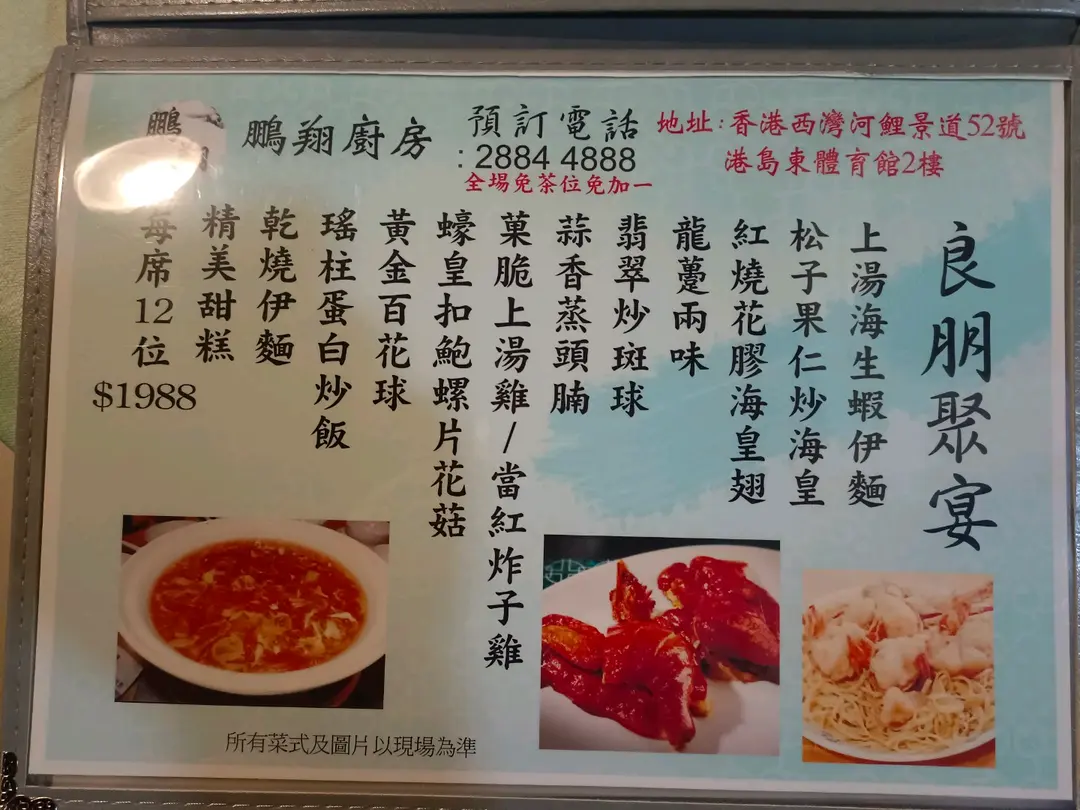 鵬翔廚房
預訂電話
: 2884 4888
全場免茶位免加一
地址:香港西灣河鯉景道52號
港島東體育館2樓
良朋聚宴
上湯海生蝦伊麵
松子果仁炒海皇
紅燒花膠海皇翅
龍躉兩味
翡翠炒斑球
蒜香蒸頭腩
菓脆上湯雞/當紅炸子雞
蠔皇扣鮑螺片花菇
黃金百花球
瑤柱蛋白炒飯
乾燒伊麵
精美甜糕
每席12位
$1988
所有菜式及圖片以現場為準